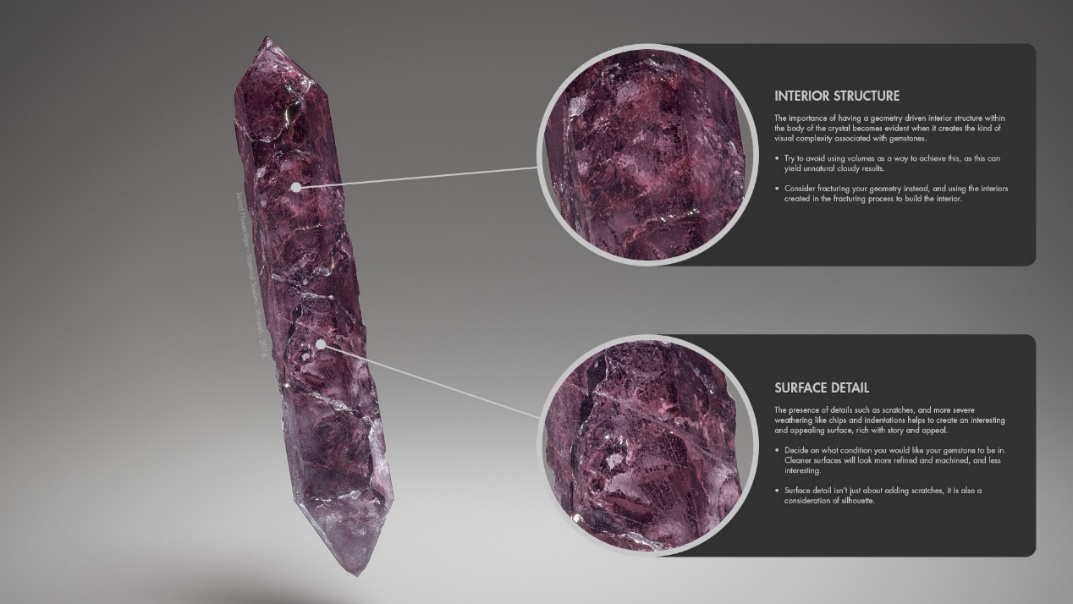 INTERIOR STRUCTURE
The importance of having a geometry driven interior structure within
the body of the crystal becomes evident when it creates the kind of
visual complexity associated with gemstones.
• Try to avoid using volumes as a way to achieve this, as this can
yield unnatural cloudy results.
• Consider fracturing your geometry instead, and using the interiors
created in the fracturing process to build the interior.
SURFACE DETAIL
The presence of details such as scratches, and more severe
weathering like chips and indentations helps to create an interesting
and appealing surface, rich with story and appeal.
• Decide on what condition you would like your gemstone to be in.
Cleaner surfaces will look more refined and machined, and less
interesting.
• Surface detail isn't just about adding scratches, it is also a
consideration of silhouette.